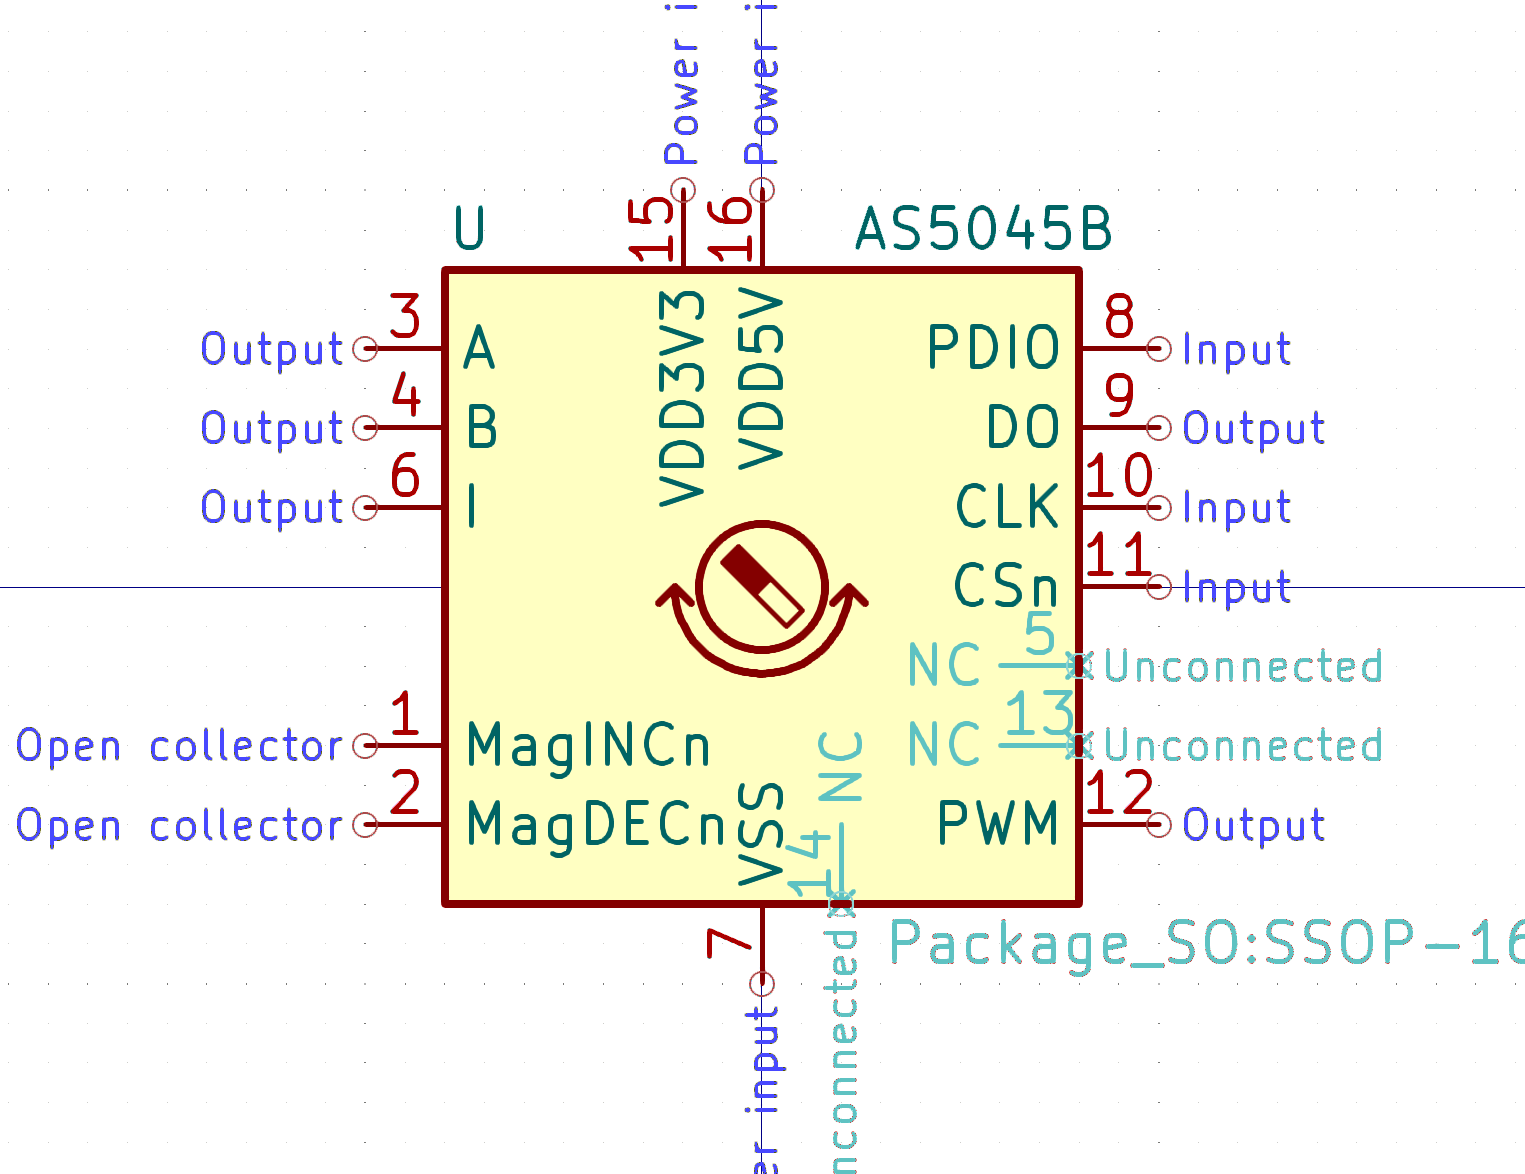 Power i
Power i
U
15
16
AS5045B
VDD3V3
VDD5V
Output 3 A
Output 4 B
Output 6 I
PDIO 8 Input
DO 9 Output
CLK 10 Input
CSn 11 Input
NC 5 Unconnected
NC 13 Unconnected
Open collector 1 MagINCn
Open collector 2 MagDECn
VSS
NC
14
PWM 12 Output
7
Package_SO:SSOP-16
er input
nconnected